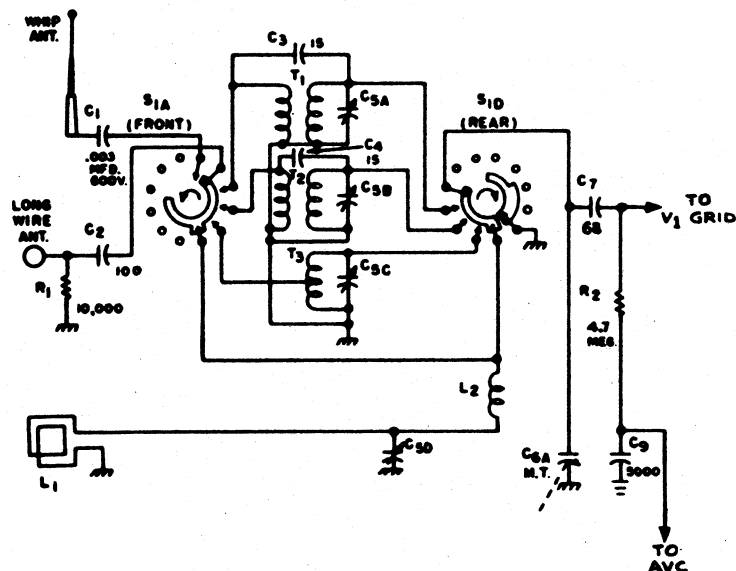 WHIP
ANT.
C1
.003
MFD.
600V.
S1A
(FRONT)
C3
15
T1
C5A
C4
15
T2
C5B
T3
C5C
S1D
(REAR)
C7
68
TO
V1 GRID
LONG
WIRE
ANT.
C2
100
R1
10,000
R2
4.7
MEG.
L2
L1
C5D
C6A
M.T.
C9
5000
TO
AVC